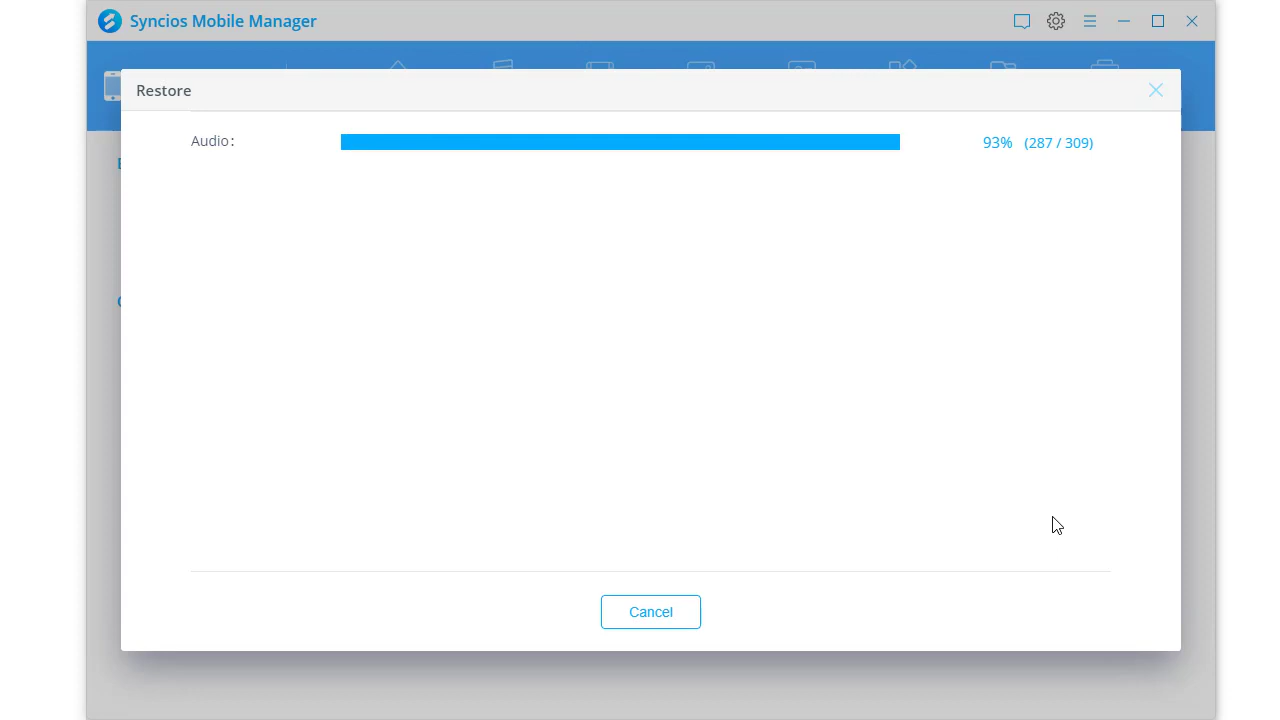 Syncios Mobile Manager
Restore
Audio:
93% (287 / 309)
Cancel